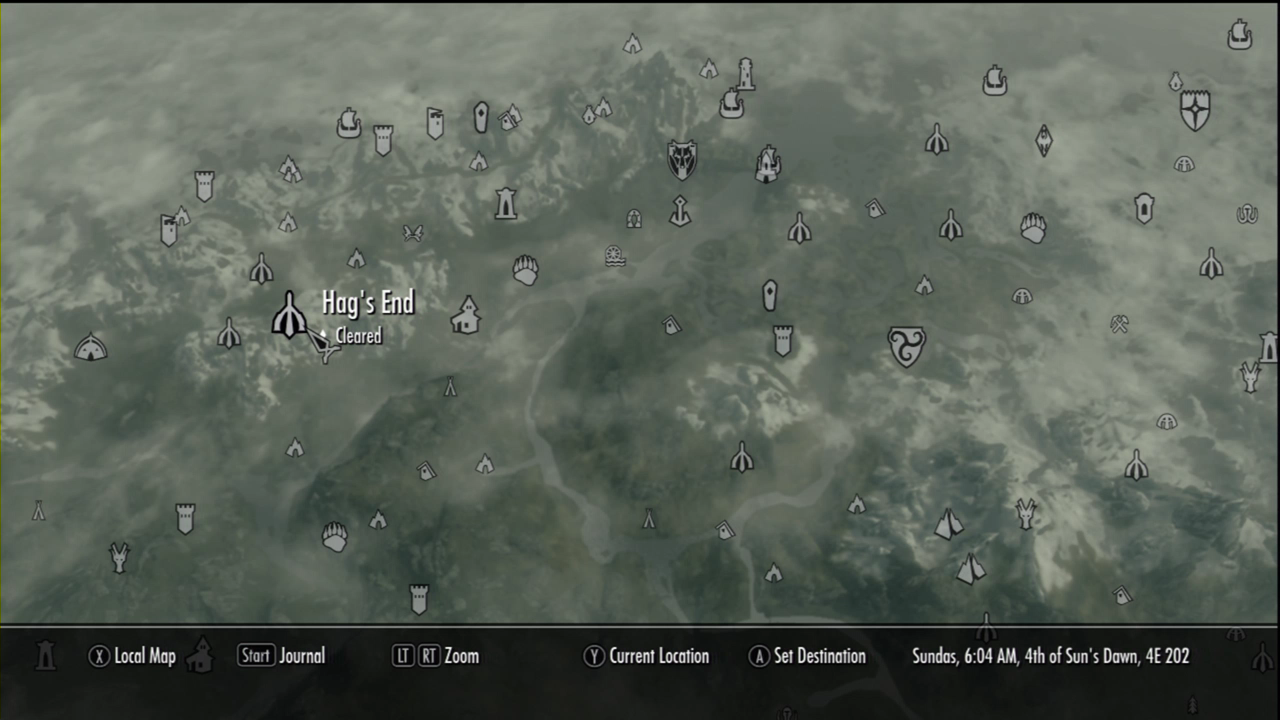 Hag's End
Cleared
X Local Map Start Journal LT RT Zoom Y Current Location A Set Destination Sundas, 6:04 AM, 4th of Sun's Dawn, 4E 202